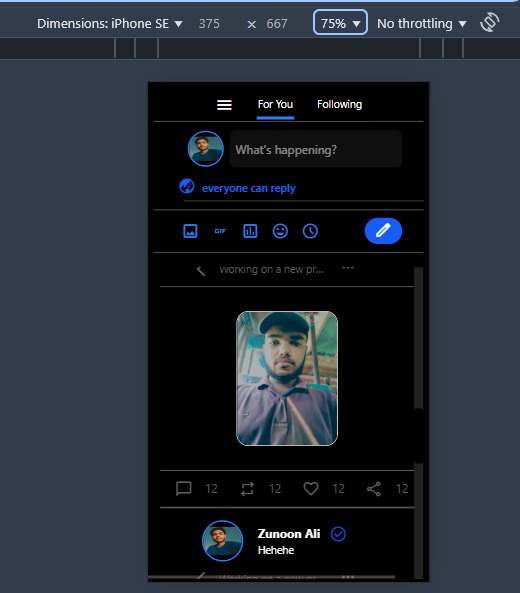 Dimensions: iPhone SE ▼ 375 × 667 75% ▼ No throttling ▼
For You Following
What's happening?
everyone can reply
GIF
Working on a new pr... ...
12 12 12 12
Zunoon Ali
Hehehe
Working on a new pr... ...